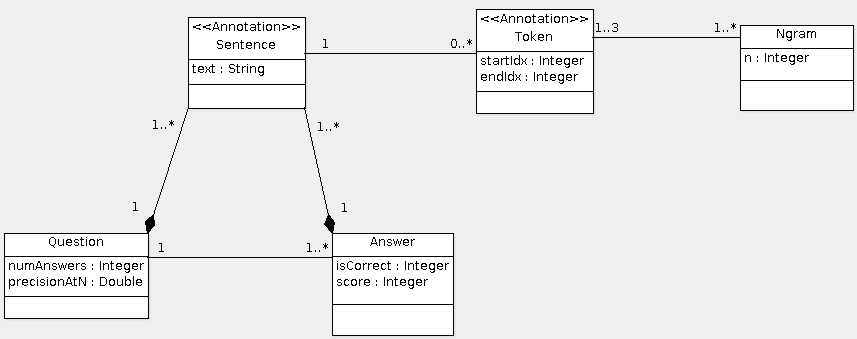 <<Annotation>>
Sentence
text : String
1
0..*
<<Annotation>>
Token
startIdx : Integer
endIdx : Integer
1..3
1..*
Ngram
n : Integer
1..*
1..*
1
1
Question
numAnswers : Integer
precisionAtN : Double
1
1..*
Answer
isCorrect : Integer
score : Integer